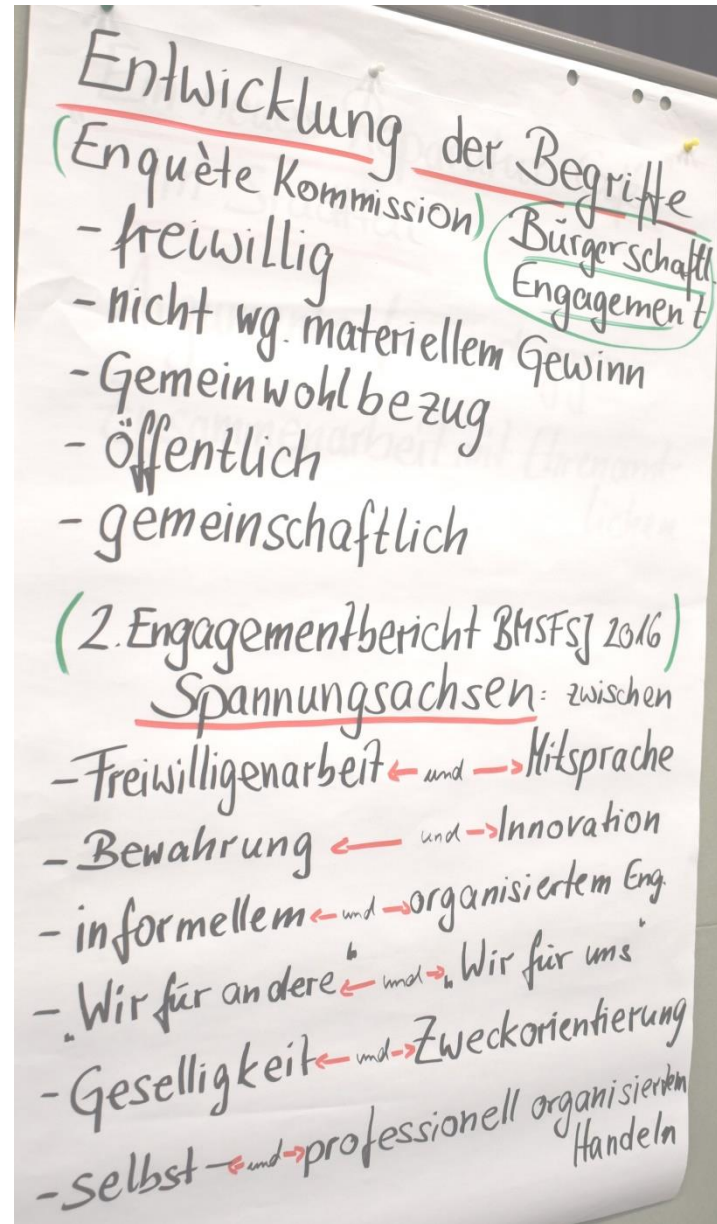 Entwicklung der Begriffe
(Enquète Kommission)
Bürgerschaftl.
Engagement
- freiwillig
- nicht wg. materiellem Gewinn
- Gemeinwohlbezug
- öffentlich
- gemeinschaftlich
(2. Engagementbericht BMSFSJ 2016)
Spannungsachsen: zwischen
- Freiwilligenarbeit ← und → Mitsprache
- Bewahrung ← und → Innovation
- informellem ← und → organisiertem Eng.
- „Wir für andere" ← und → „Wir für uns"
- Geselligkeit ← und → Zweckorientierung
- selbst - ← und → professionell organisiertem
Handeln